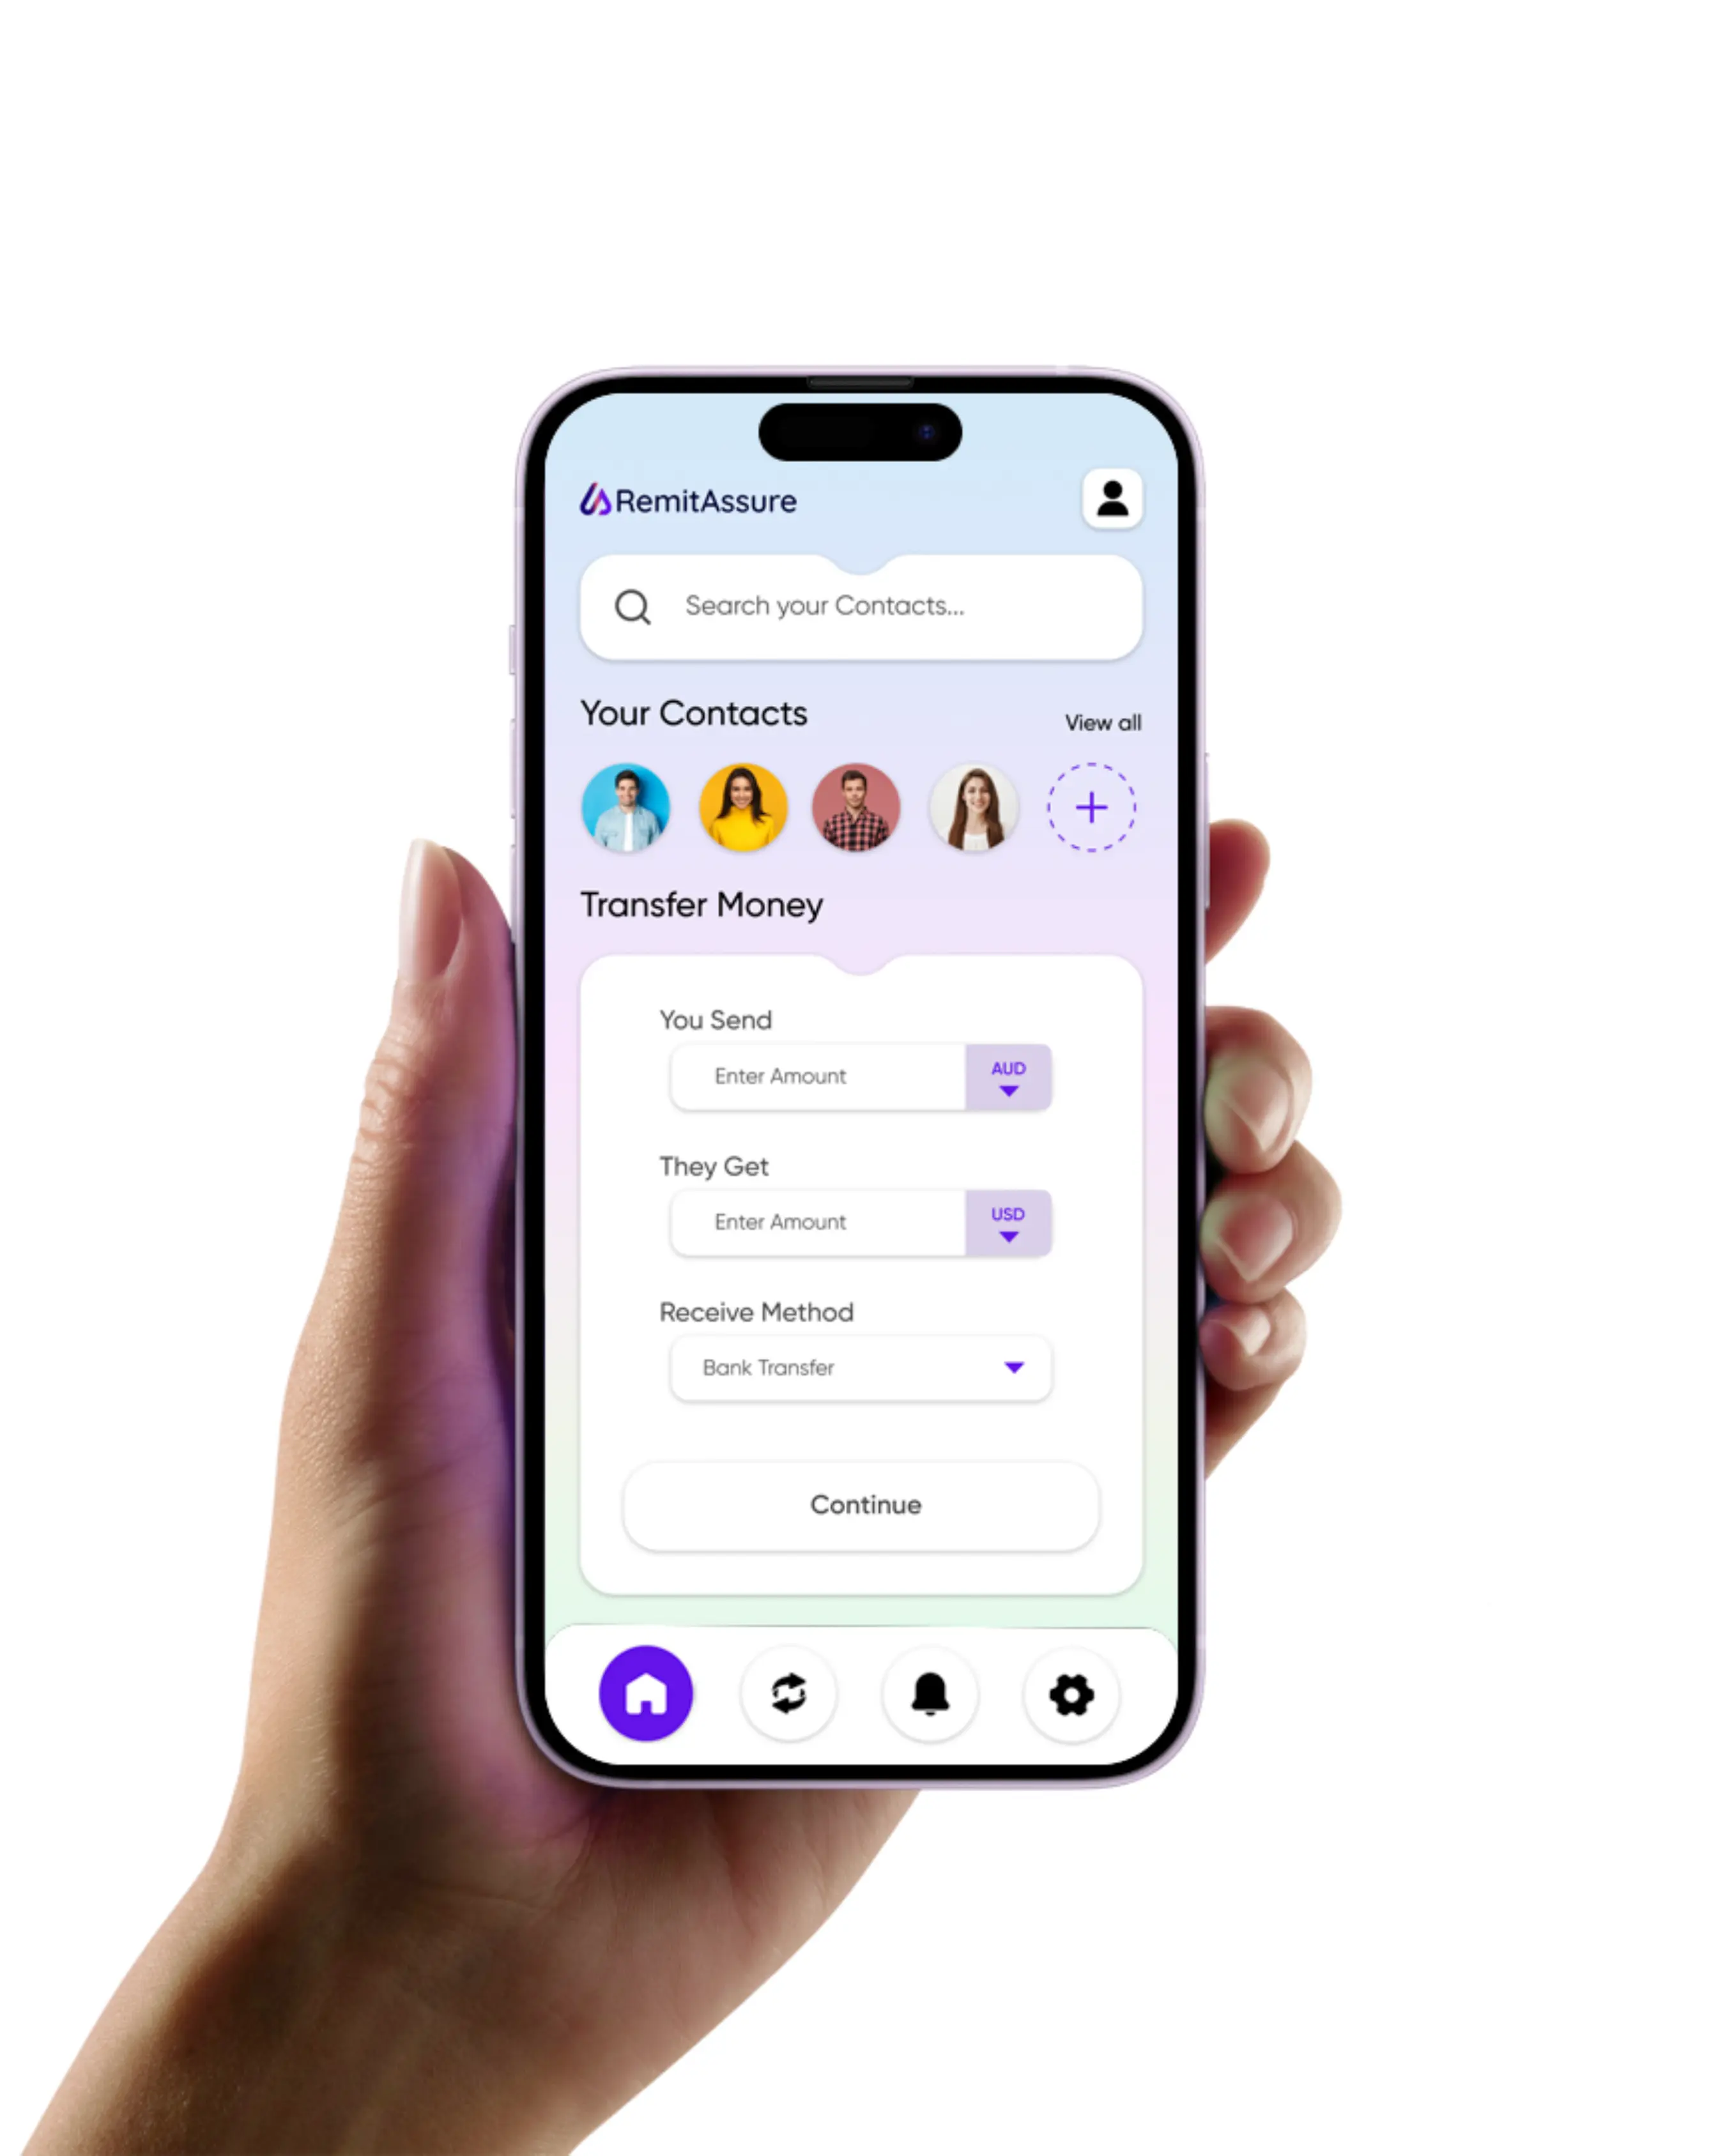 RemitAssure
Search your Contacts...
Your Contacts
View all
Transfer Money
You Send
Enter Amount
AUD
They Get
Enter Amount
USD
Receive Method
Bank Transfer
Continue